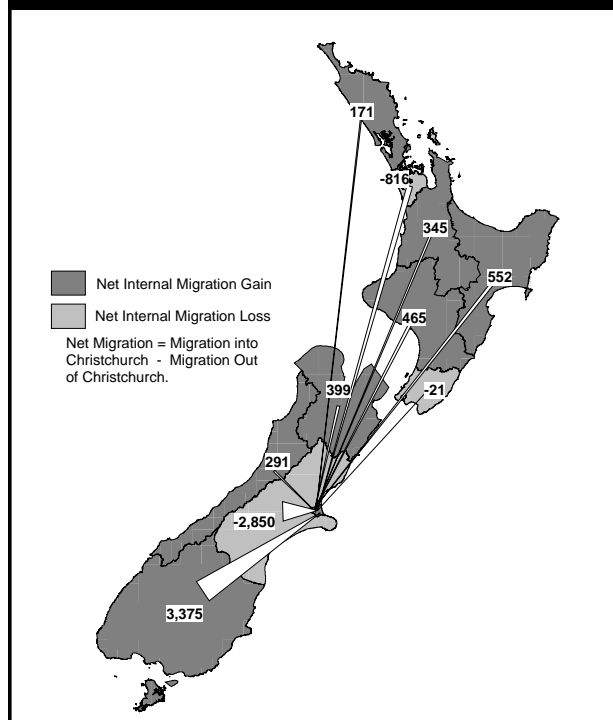 171
-816
345
552
Net Internal Migration Gain
Net Internal Migration Loss
465
Net Migration = Migration into
Christchurch - Migration Out
of Christchurch.
399
-21
291
-2,850
3,375